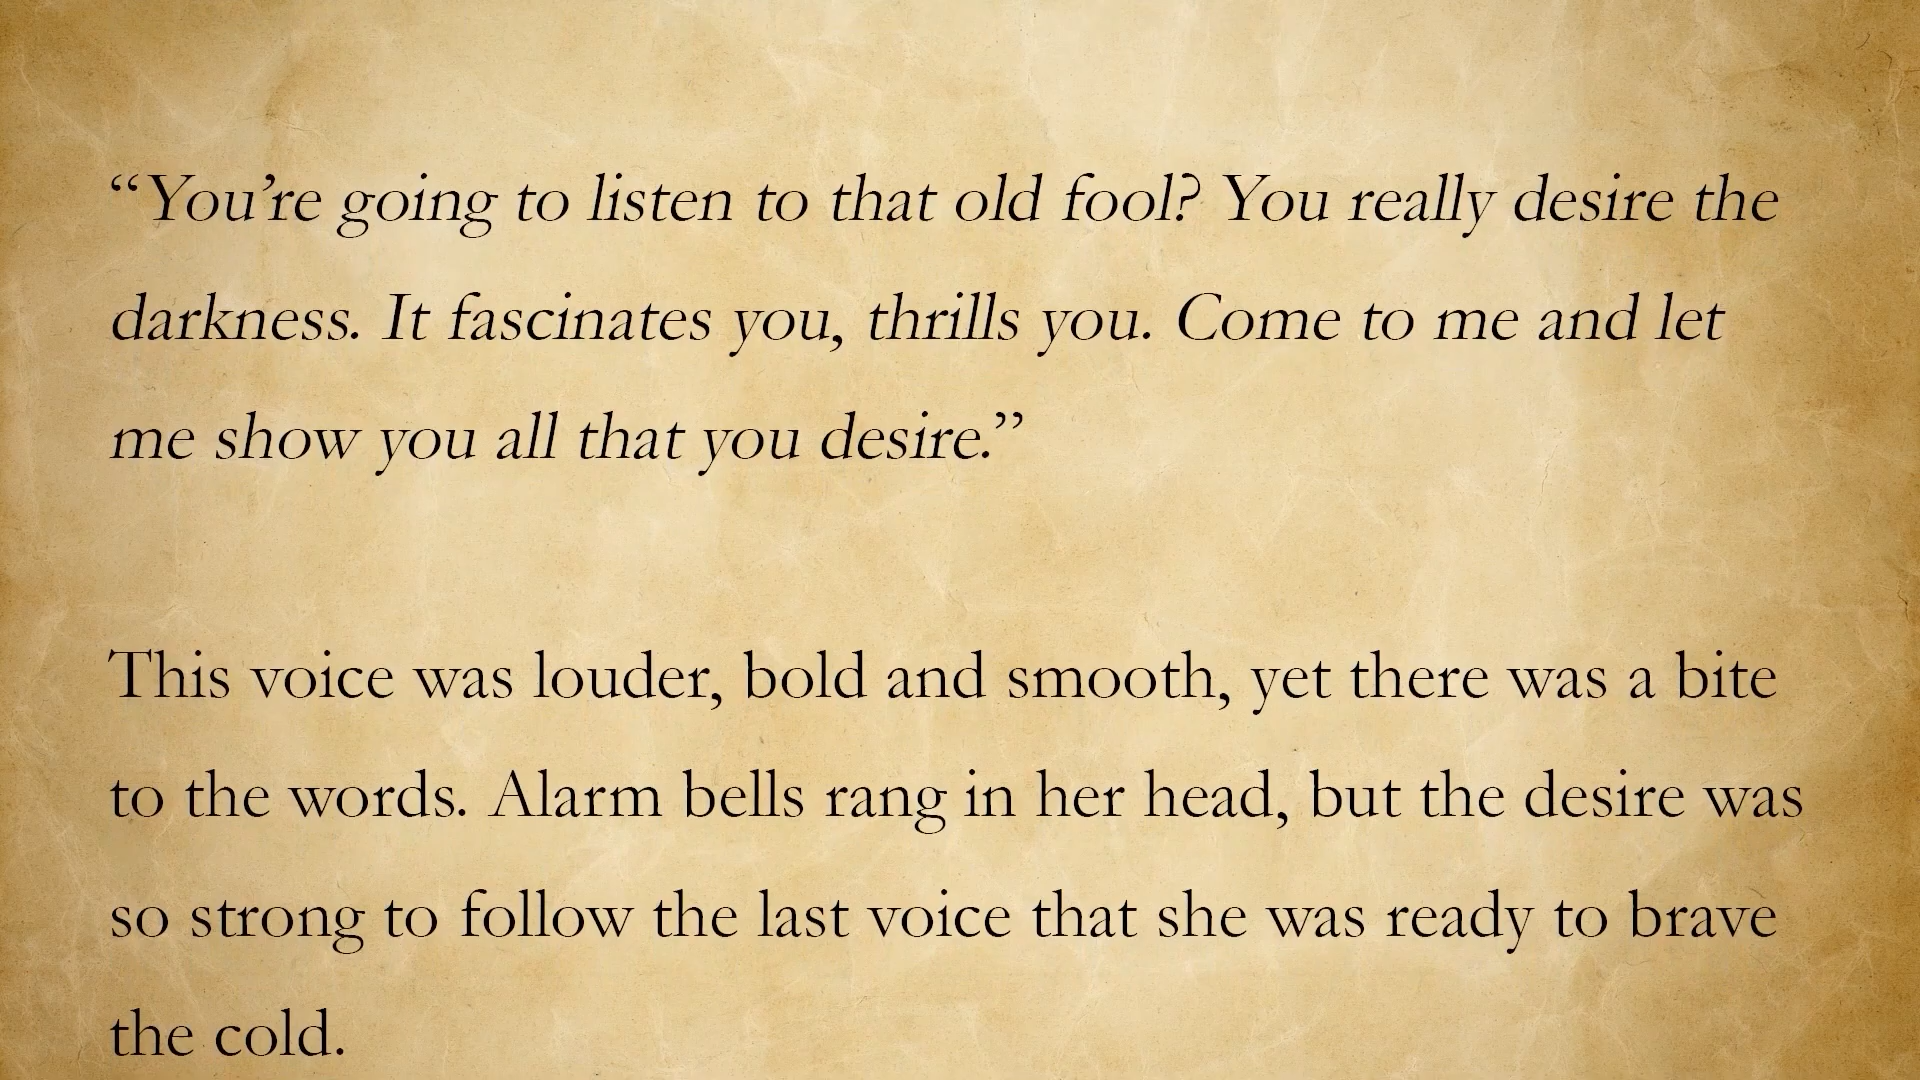 “You’re going to listen to that old fool? You really desire the
darkness. It fascinates you, thrills you. Come to me and let
me show you all that you desire.”
This voice was louder, bold and smooth, yet there was a bite
to the words. Alarm bells rang in her head, but the desire was
so strong to follow the last voice that she was ready to brave
the cold.